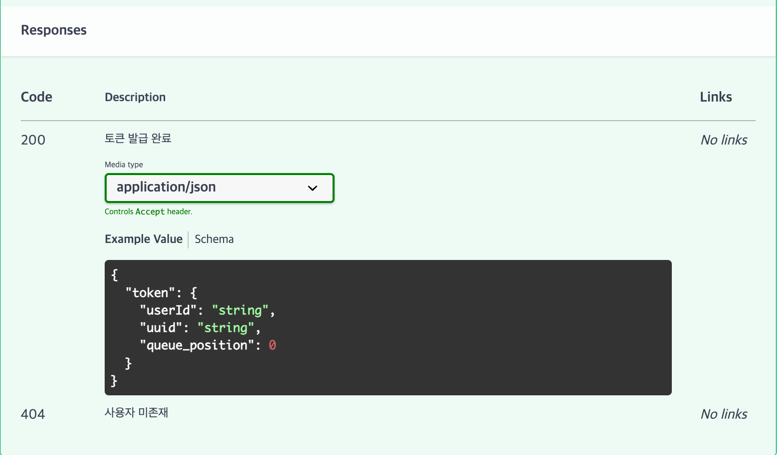 Responses
Code Description Links
200 토큰 발급 완료 No links
Media type
application/json
Controls Accept header.
Example Value Schema
{
"token": {
"userId": "string",
"uuid": "string",
"queue_position": 0
}
}
404 사용자 미존재 No links